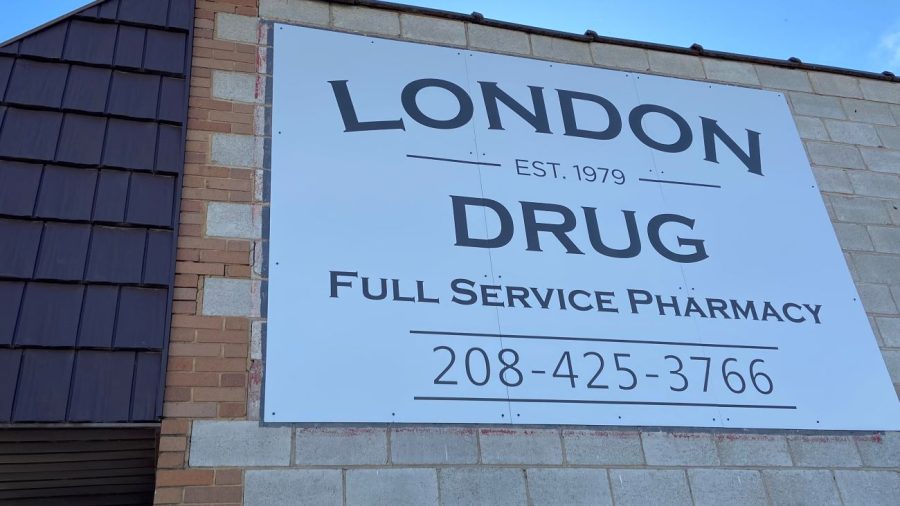 LONDON
EST. 1979
DRUG
FULL SERVICE PHARMACY
208-425-3766